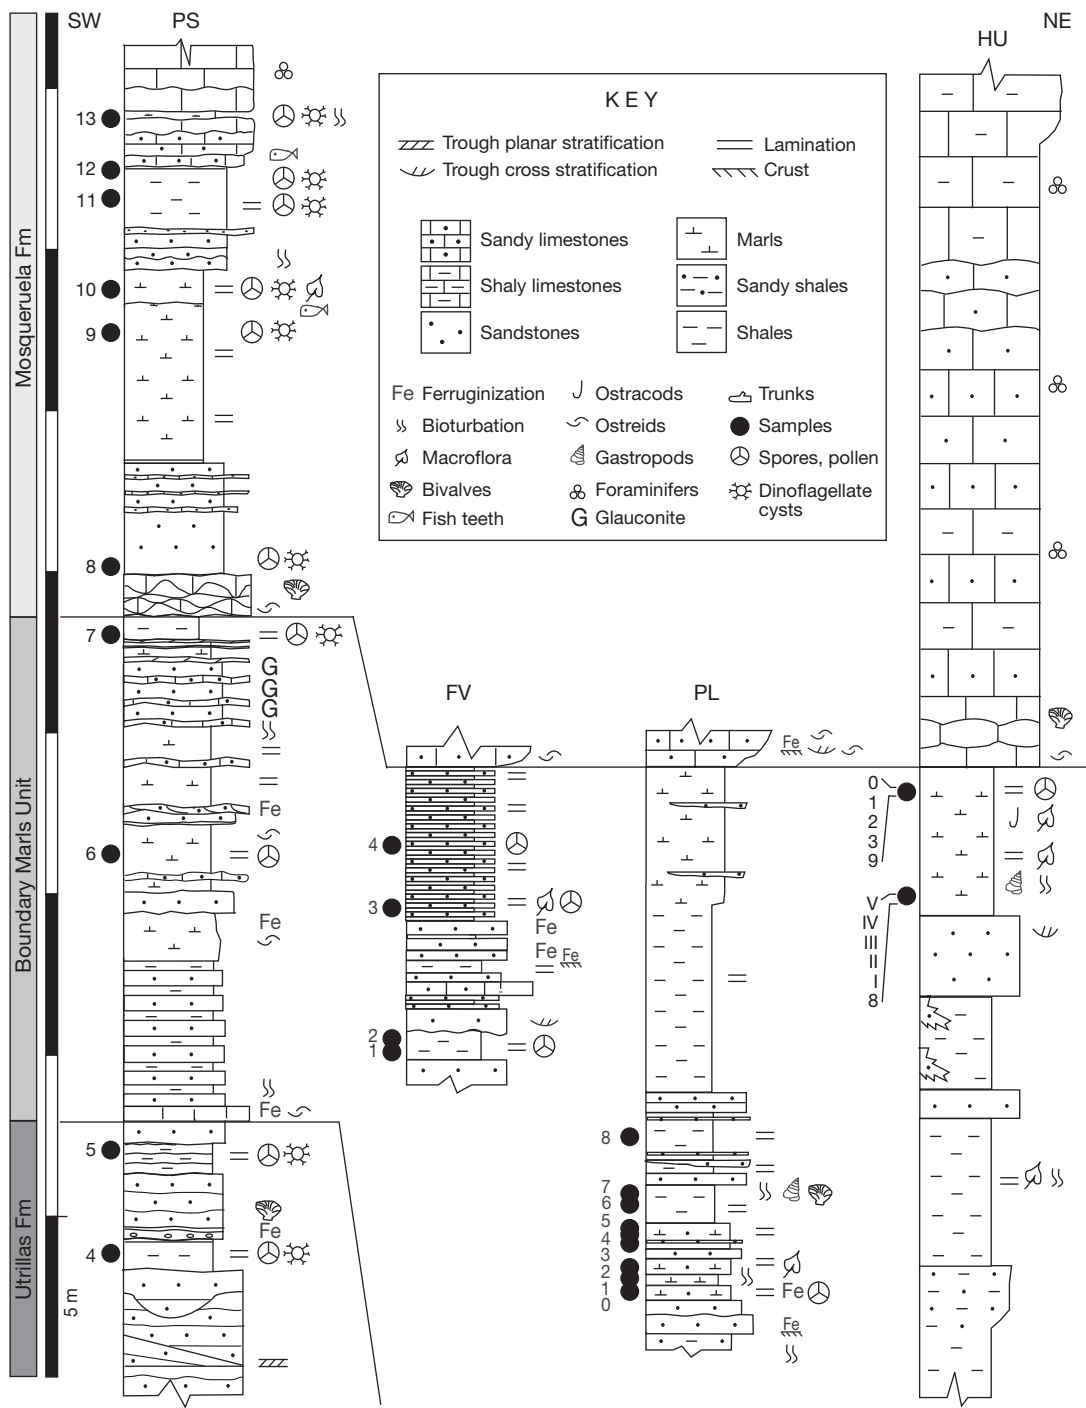 SW
PS
NE
HU
KEY
Trough planar stratification
Lamination
Trough cross stratification
Crust
Sandy limestones
Marls
Shaly limestones
Sandy shales
Sandstones
Shales
Fe Ferruginization
Ostracods
Trunks
Bioturbation
Ostreids
Samples
Macroflora
Gastropods
Spores, pollen
Bivalves
Foraminifers
Dinoflagellate
cysts
Fish teeth
G Glauconite
Mosqueruela Fm
Boundary Marls Unit
Utrillas Fm
5 m
13
12
11
10
9
8
7
G
G
G
Fe
6
Fe
Fe
5
Fe
4
FV
4
3
Fe
Fe Fe
2
1
PL
Fe
8
7
6
5
4
3
2
1
0
Fe
Fe
0
1
2
3
9
V
IV
III
II
I
8